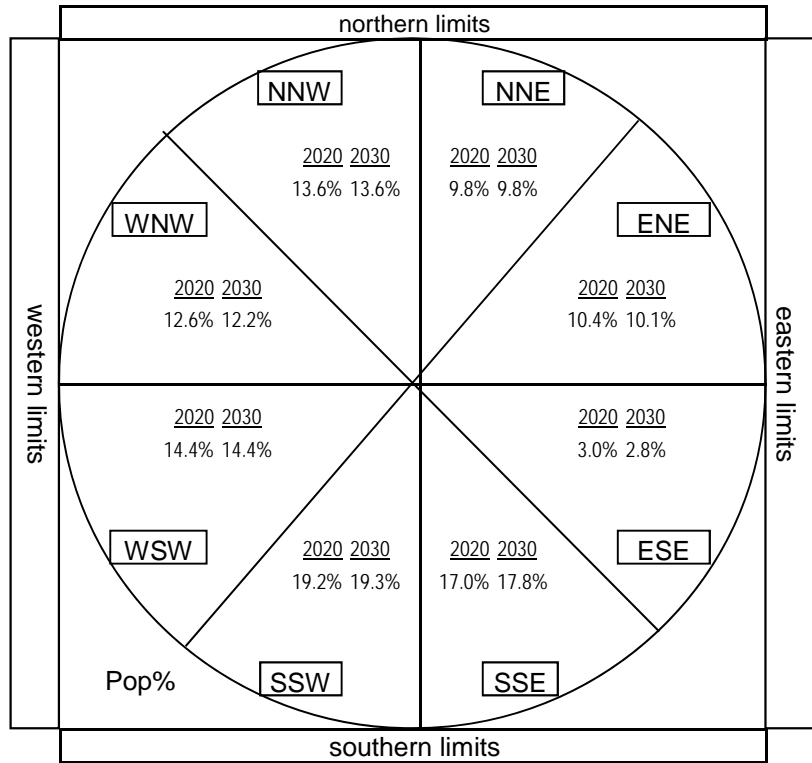 northern limits
NNW
NNE
2020 2030
13.6% 13.6%
2020 2030
9.8% 9.8%
WNW
ENE
2020 2030
12.6% 12.2%
2020 2030
10.4% 10.1%
western limits
eastern limits
2020 2030
14.4% 14.4%
2020 2030
3.0% 2.8%
WSW
ESE
2020 2030
19.2% 19.3%
2020 2030
17.0% 17.8%
Pop%
SSW
SSE
southern limits